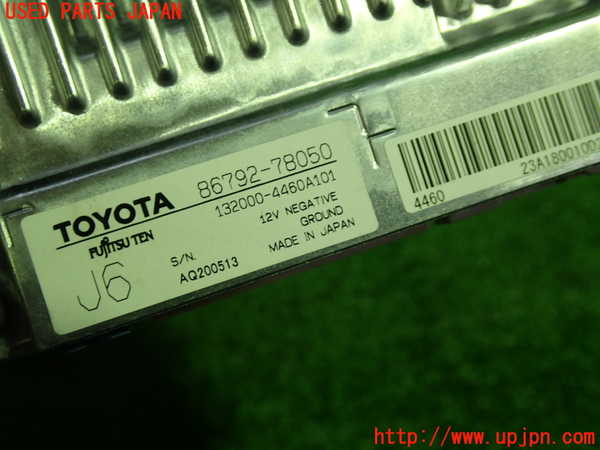 USED PARTS JAPAN
TOYOTA 86792-78050
132000-4460A101
FUJITSU TEN
12V NEGATIVE
GROUND
J6
S/N.
AQ200513
MADE IN JAPAN
4460
http://www.upjpn.com/